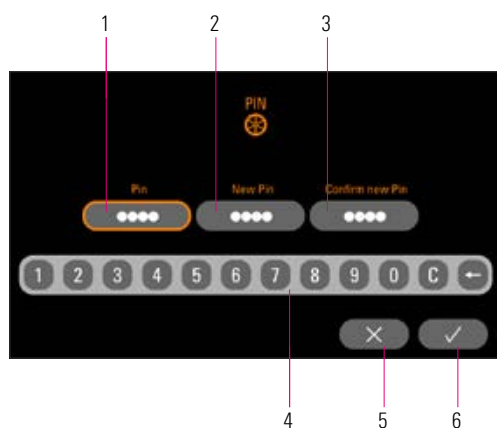 1 2 3
PIN
Pin New Pin Confirm new Pin
1 2 3 4 5 6 7 8 9 0 C ←
4 5 6